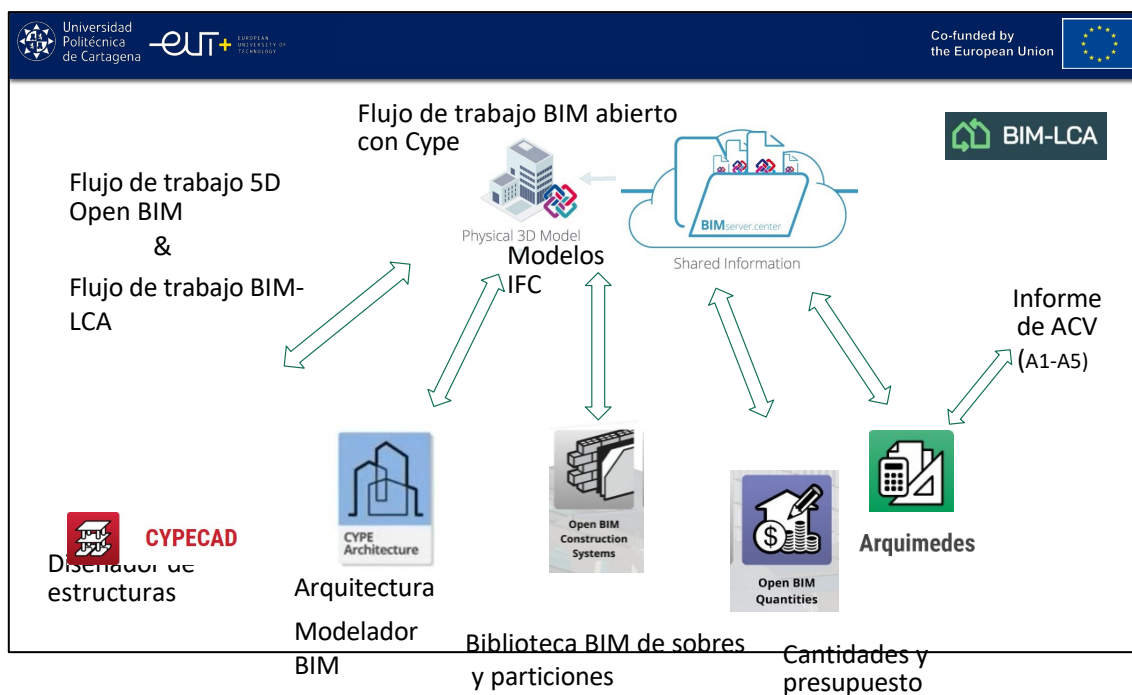 Universidad
Politécnica
de Cartagena
EUT+ EUROPEAN
UNIVERSITY OF
TECHNOLOGY
Co-funded by
the European Union
Flujo de trabajo BIM abierto
con Cype
BIM-LCA
Flujo de trabajo 5D
Open BIM
&
Flujo de trabajo BIM-
LCA
BIMserver.center
Physical 3D Model
Shared Information
Modelos
IFC
Informe
de ACV
(A1-A5)
CYPECAD
Diseñador de
estructuras
CYPE
Architecture
Arquitectura
Modelador
BIM
Open BIM
Construction
Systems
Biblioteca BIM de sobres
y particiones
Open BIM
Quantities
Arquimedes
Cantidades y
presupuesto